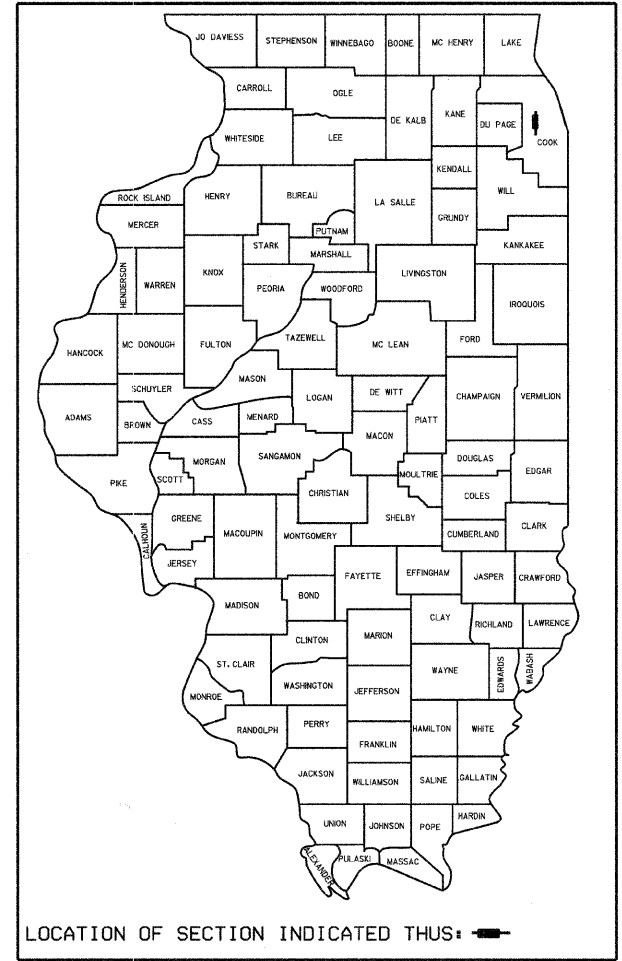 JO DAVIESS STEPHENSON WINNEBAGO BOONE MC HENRY LAKE
CARROLL OGLE DE KALB KANE DU PAGE COOK
WHITESIDE LEE
KENDALL WILL
ROCK ISLAND HENRY BUREAU LA SALLE GRUNDY
MERCER PUTNAM
STARK MARSHALL KANKAKEE
HENDERSON WARREN KNOX PEORIA WOODFORD LIVINGSTON IROQUOIS
TAZEWELL MC LEAN FORD
HANCOCK MC DONOUGH FULTON
SCHUYLER MASON LOGAN DE WITT CHAMPAIGN VERMILION
ADAMS BROWN CASS MENARD MACON PIATT
PIKE SCOTT MORGAN SANGAMON MOULTRIE DOUGLAS EDGAR
CHRISTIAN COLES
GREENE MACOUPIN MONTGOMERY SHELBY CUMBERLAND CLARK
CALHOUN JERSEY
FAYETTE EFFINGHAM JASPER CRAWFORD
MADISON BOND
CLINTON MARION CLAY RICHLAND LAWRENCE
ST. CLAIR WAYNE EDWARDS WABASH
MONROE WASHINGTON JEFFERSON
RANDOLPH PERRY HAMILTON WHITE
FRANKLIN
JACKSON WILLIAMSON SALINE GALLATIN
UNION JOHNSON POPE HARDIN
ALEXANDER PULASKI MASSAC
LOCATION OF SECTION INDICATED THUS: